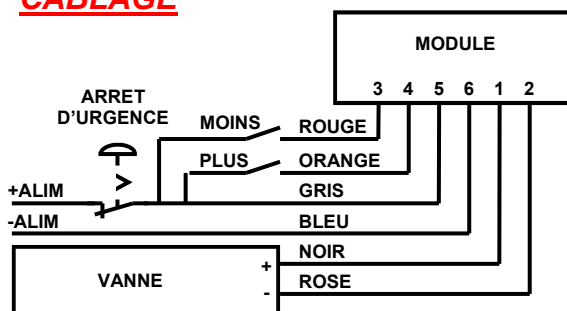 CABLAGE
MODULE
3 4 5 6 1 2
ARRET
D'URGENCE
MOINS ROUGE
PLUS ORANGE
+ALIM GRIS
-ALIM BLEU
NOIR
VANNE + -
ROSE